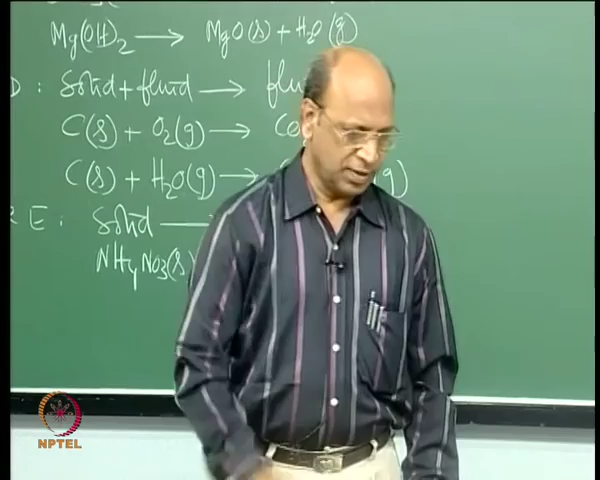 Mg(OH)₂ → MgO(s) + H₂O(g)
D : Solid + fluid → flu
C(s) + O₂(g) → Co
C(s) + H₂O(g) → (g)
E : Solid →
NH₄NO₃(s)
NPTEL